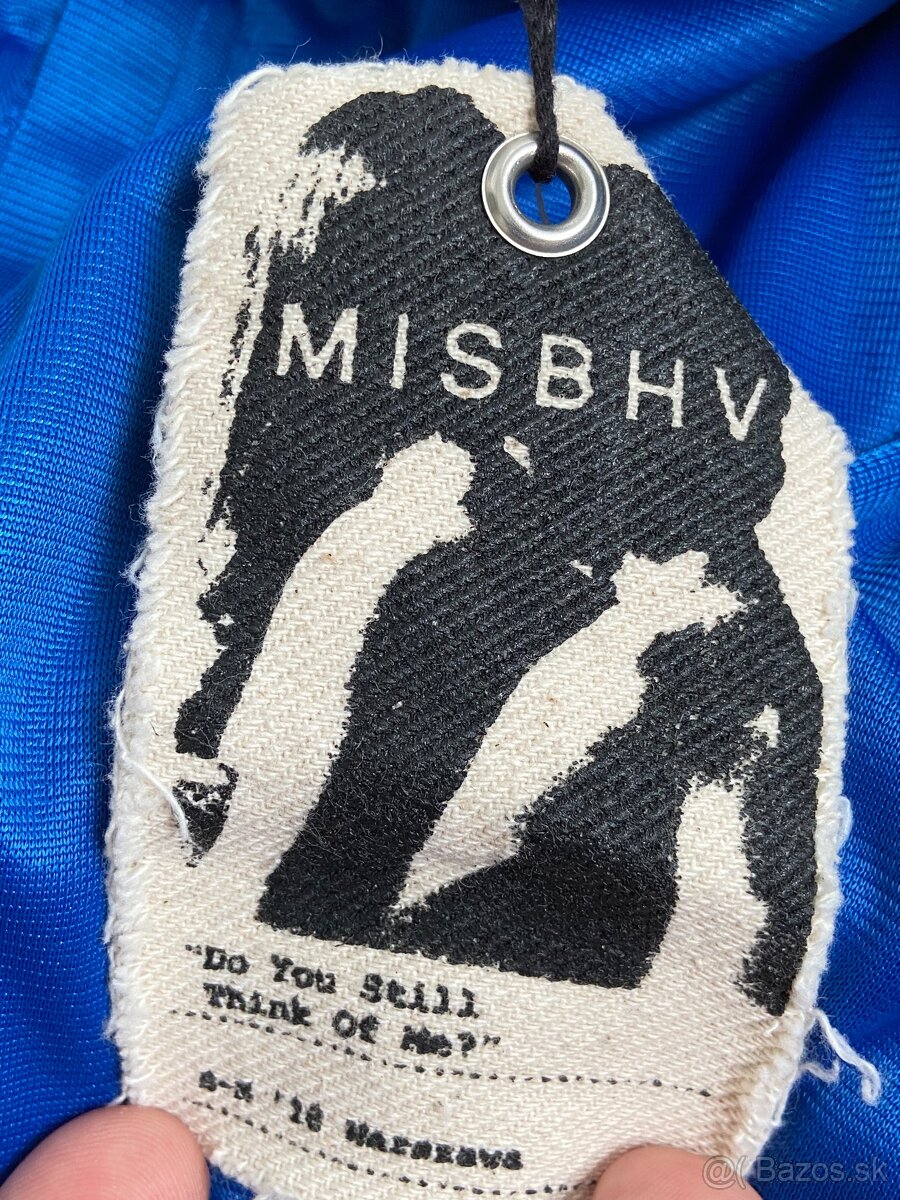 MISBHV
"Do You Still
Think Of Me?"
'18 Warszawa
@( Bazos.sk